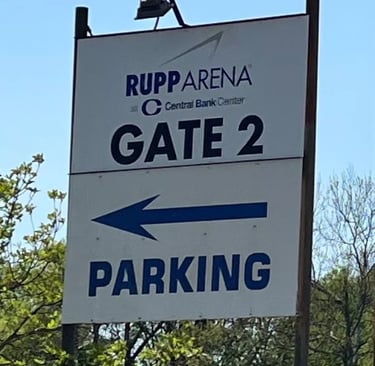 RUPP ARENA
at Central Bank Center
GATE 2
PARKING